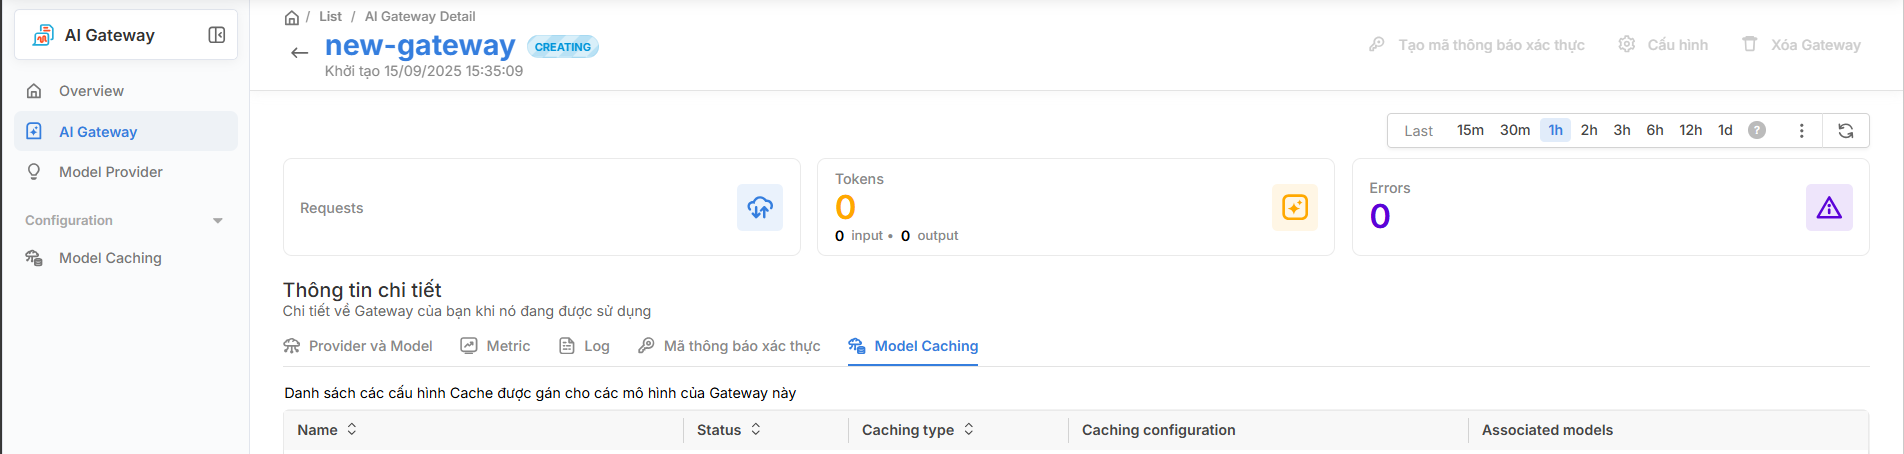 AI Gateway
Overview
AI Gateway
Model Provider
Configuration
Model Caching
/ List / AI Gateway Detail
new-gateway CREATING
Khởi tạo 15/09/2025 15:35:09
Tạo mã thông báo xác thực Cấu hình Xóa Gateway
Last 15m 30m 1h 2h 3h 6h 12h 1d ?
Requests
Tokens
0
0 input • 0 output
Errors
0
Thông tin chi tiết
Chi tiết về Gateway của bạn khi nó đang được sử dụng
Provider và Model Metric Log Mã thông báo xác thực Model Caching
Danh sách các cấu hình Cache được gán cho các mô hình của Gateway này
Name Status Caching type Caching configuration Associated models